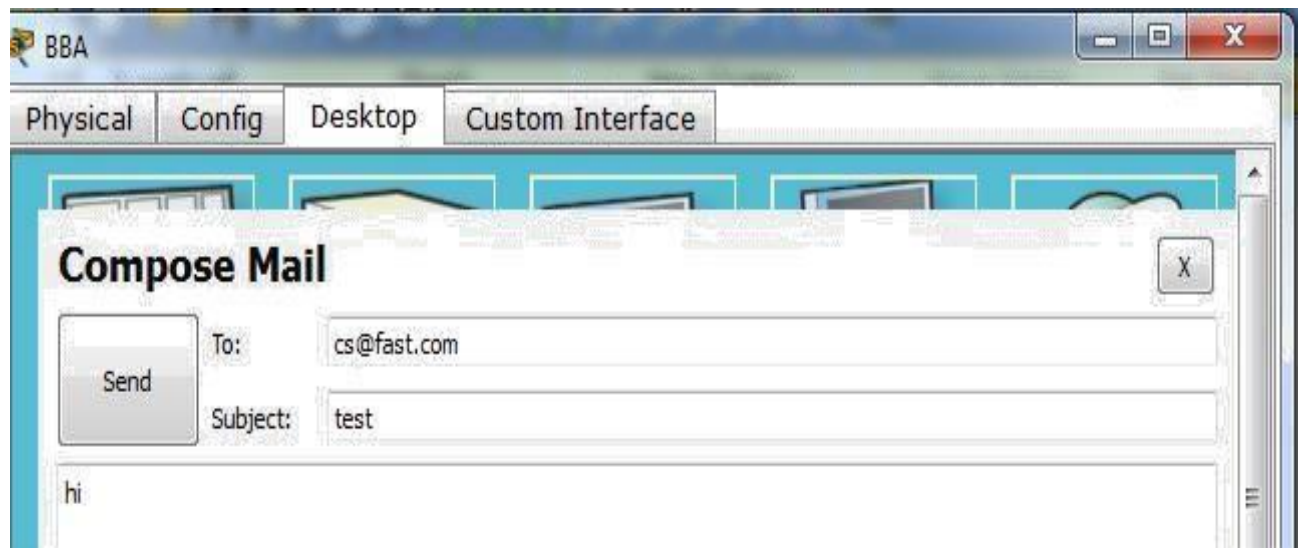 BBA
X
Physical Config Desktop Custom Interface
Compose Mail
X
Send
To: cs@fast.com
Subject: test
hi